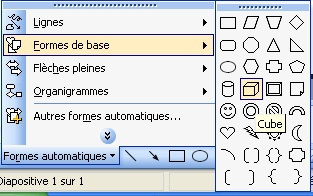 Lignes
Formes de base
Flèches pleines
Organigrammes
Autres formes automatiques...
Cube
Formes automatiques
Diapositive 1 sur 1